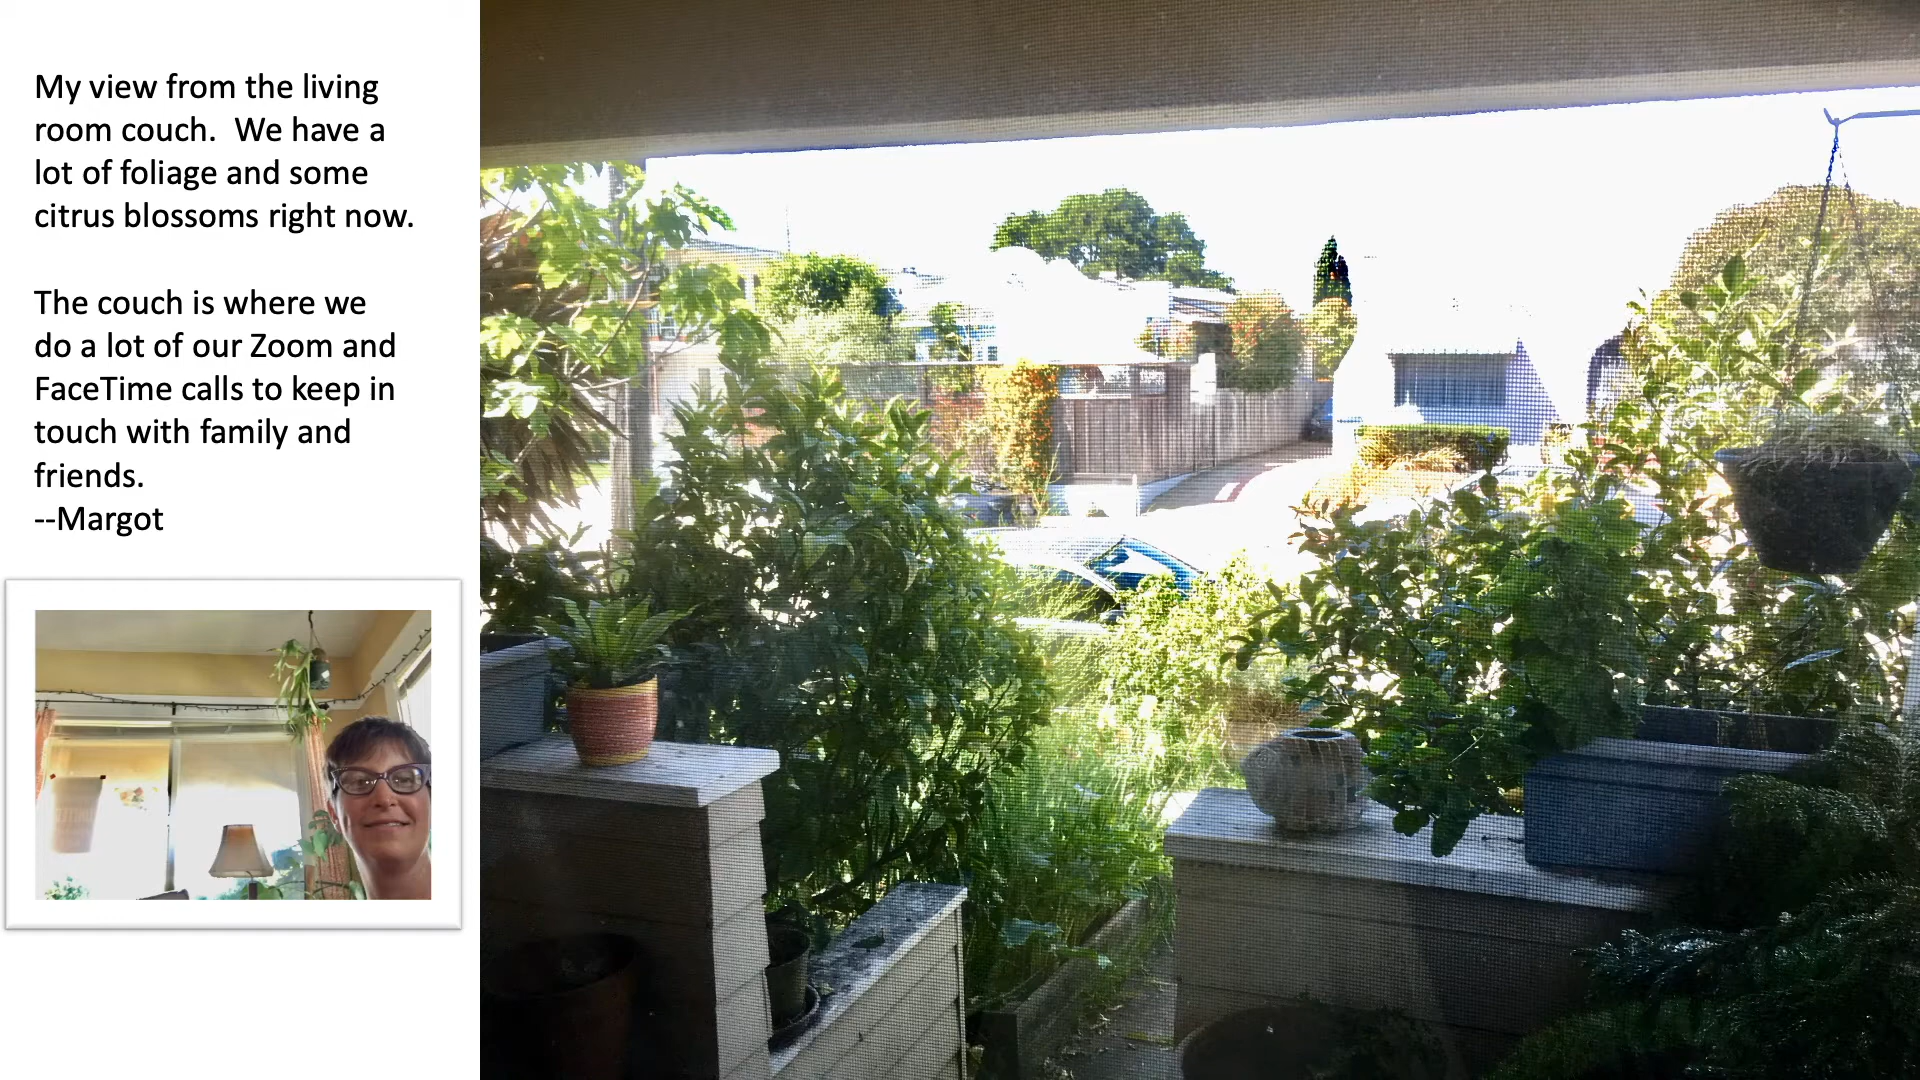 My view from the living
room couch.  We have a
lot of foliage and some
citrus blossoms right now.
The couch is where we
do a lot of our Zoom and
FaceTime calls to keep in
touch with family and
friends.
--Margot